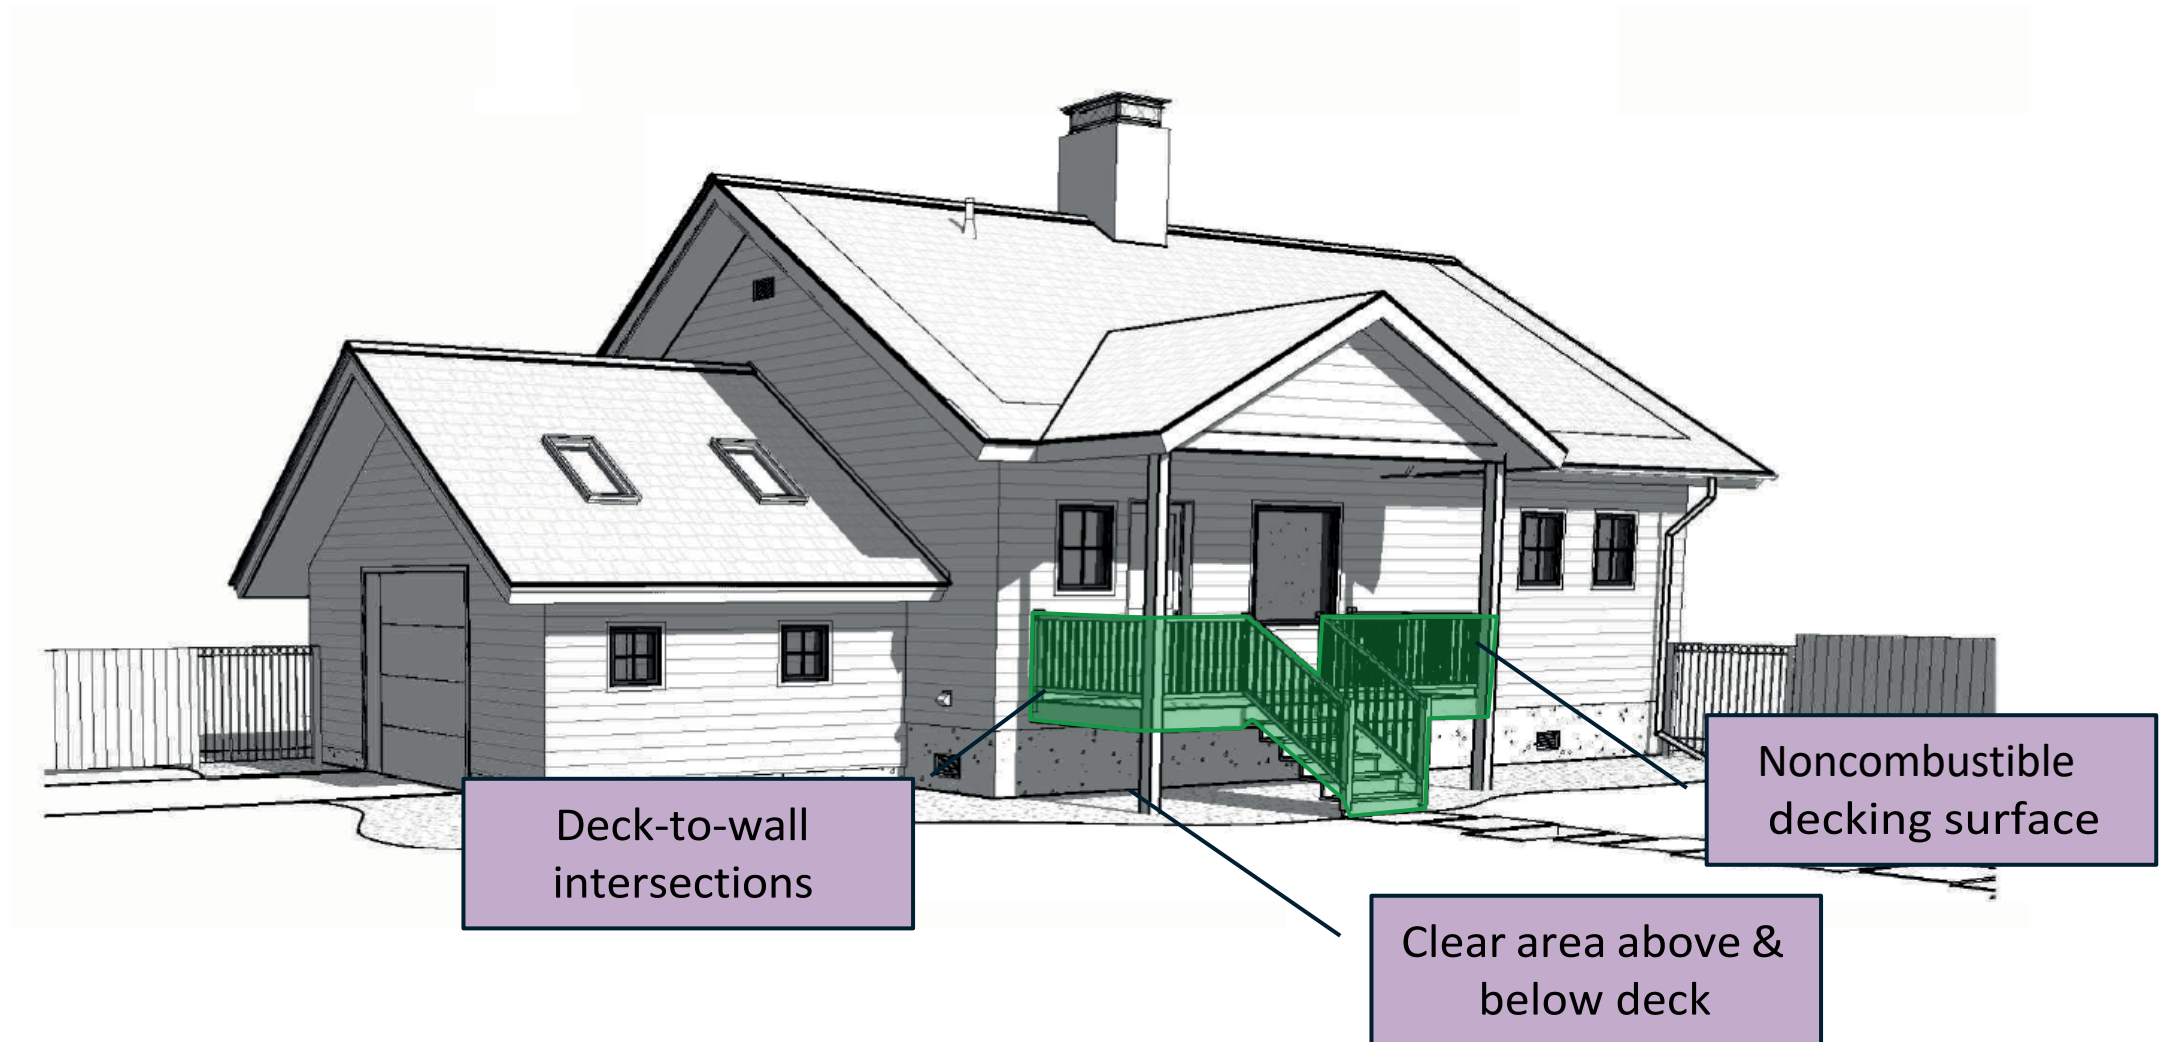 Deck-to-wall
intersections
Noncombustible
decking surface
Clear area above &
below deck